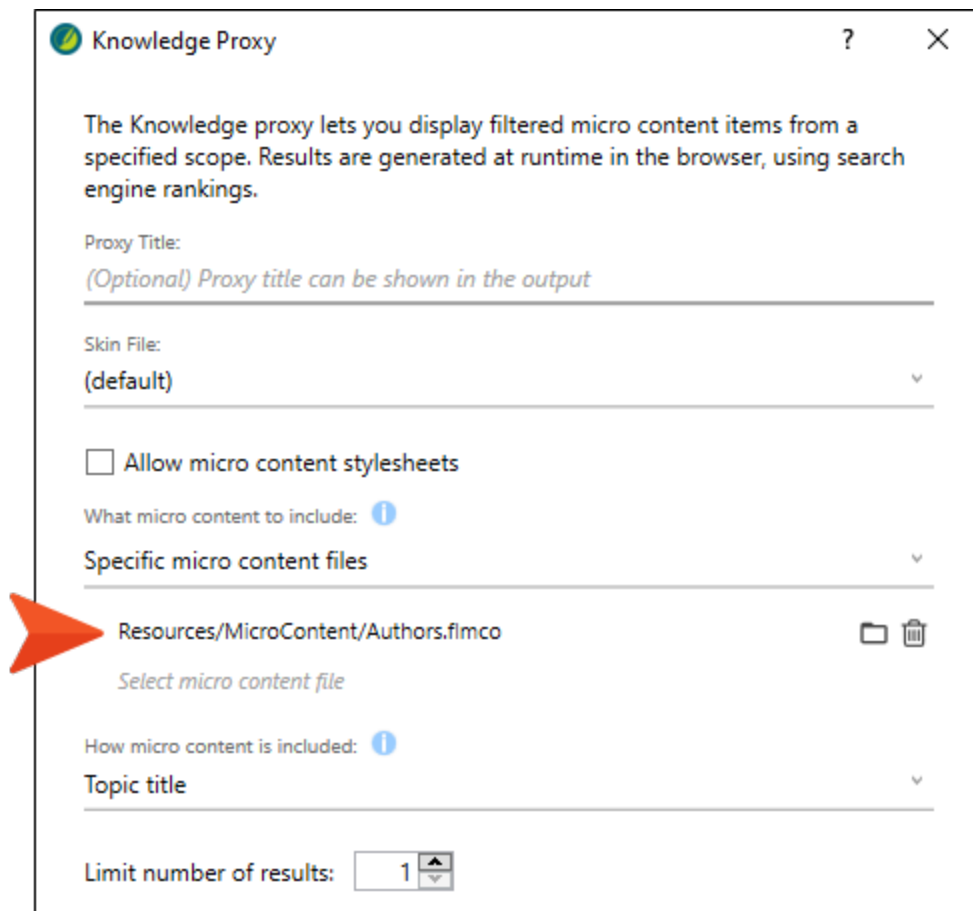 Knowledge Proxy
?
The Knowledge proxy lets you display filtered micro content items from a
specified scope. Results are generated at runtime in the browser, using search
engine rankings.
Proxy Title:
(Optional) Proxy title can be shown in the output
Skin File:
(default)
Allow micro content stylesheets
What micro content to include:
Specific micro content files
Resources/MicroContent/Authors.flmco
Select micro content file
How micro content is included:
Topic title
Limit number of results: 1